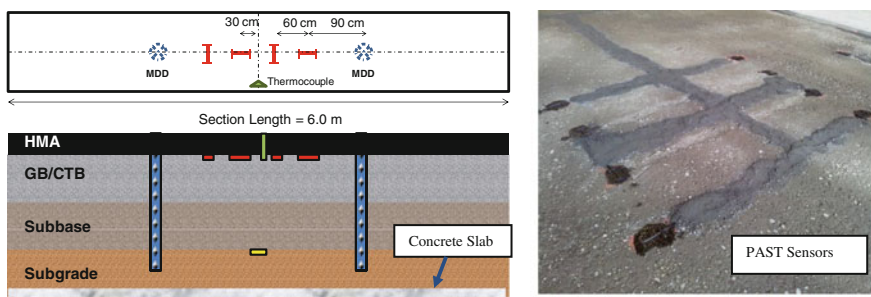 30 cm
60 cm
90 cm
MDD
MDD
Thermocouple
Section Length = 6.0 m
HMA
GB/CTB
Subbase
Concrete Slab
Subgrade
PAST Sensors